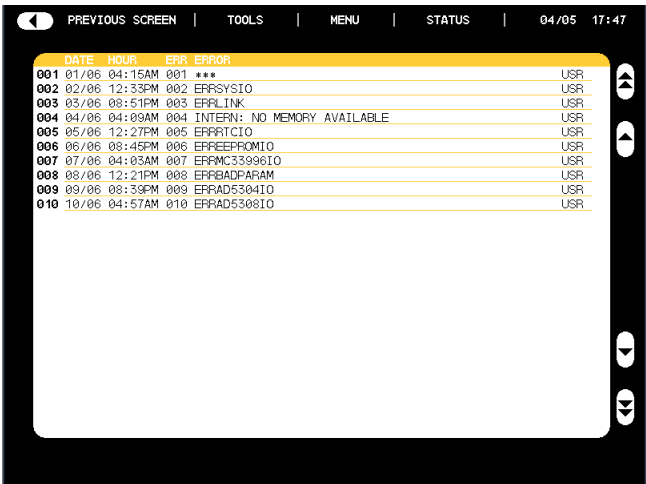 PREVIOUS SCREEN | TOOLS | MENU | STATUS | 04/05 17:47
DATE HOUR ERR ERROR
001 01/06 04:15AM 001 *** USR
002 02/06 12:33PM 002 ERRSYSIO USR
003 03/06 08:51PM 003 ERRLINK USR
004 04/06 04:09AM 004 INTERN: NO MEMORY AVAILABLE USR
005 05/06 12:27PM 005 ERRRTCIO USR
006 06/06 08:45PM 006 ERREEPROMIO USR
007 07/06 04:03AM 007 ERRMC33996IO USR
008 08/06 12:21PM 008 ERRBADPARAM USR
009 09/06 08:39PM 009 ERRAD5304IO USR
010 10/06 04:57AM 010 ERRAD5308IO USR